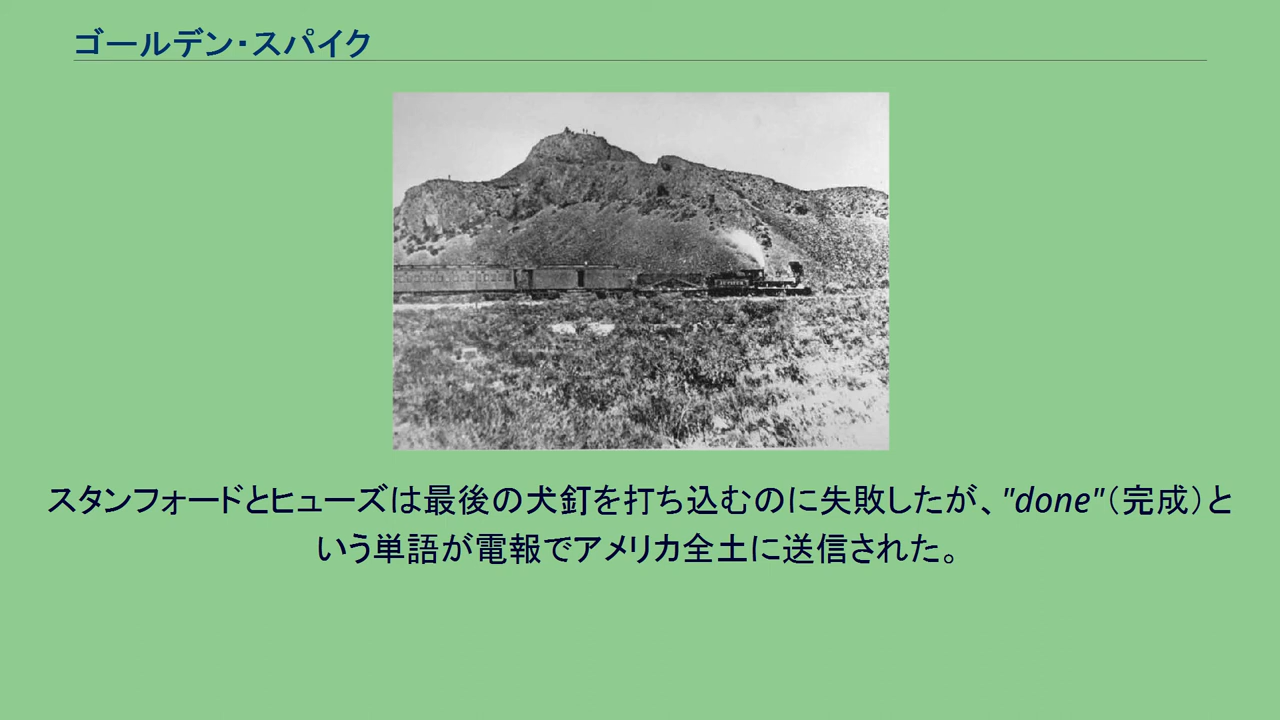 ゴールデン・スパイク
スタンフォードとヒューズは最後の犬釘を打ち込むのに失敗したが、"done"（完成）と
いう単語が電報でアメリカ全土に送信された。